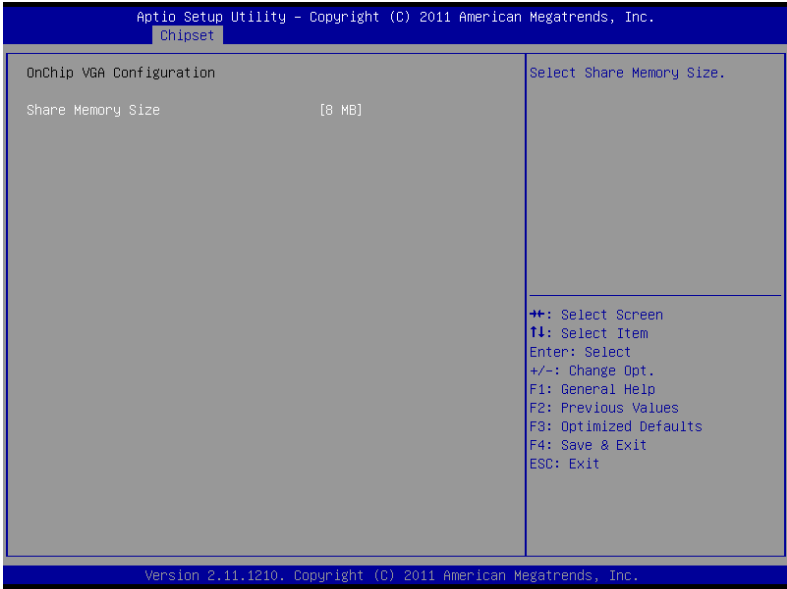 Aptio Setup Utility – Copyright (C) 2011 American Megatrends, Inc.
Chipset
OnChip VGA Configuration
Share Memory Size [8 MB]
Select Share Memory Size.
→←: Select Screen
↑↓: Select Item
Enter: Select
+/-: Change Opt.
F1: General Help
F2: Previous Values
F3: Optimized Defaults
F4: Save & Exit
ESC: Exit
Version 2.11.1210. Copyright (C) 2011 American Megatrends, Inc.